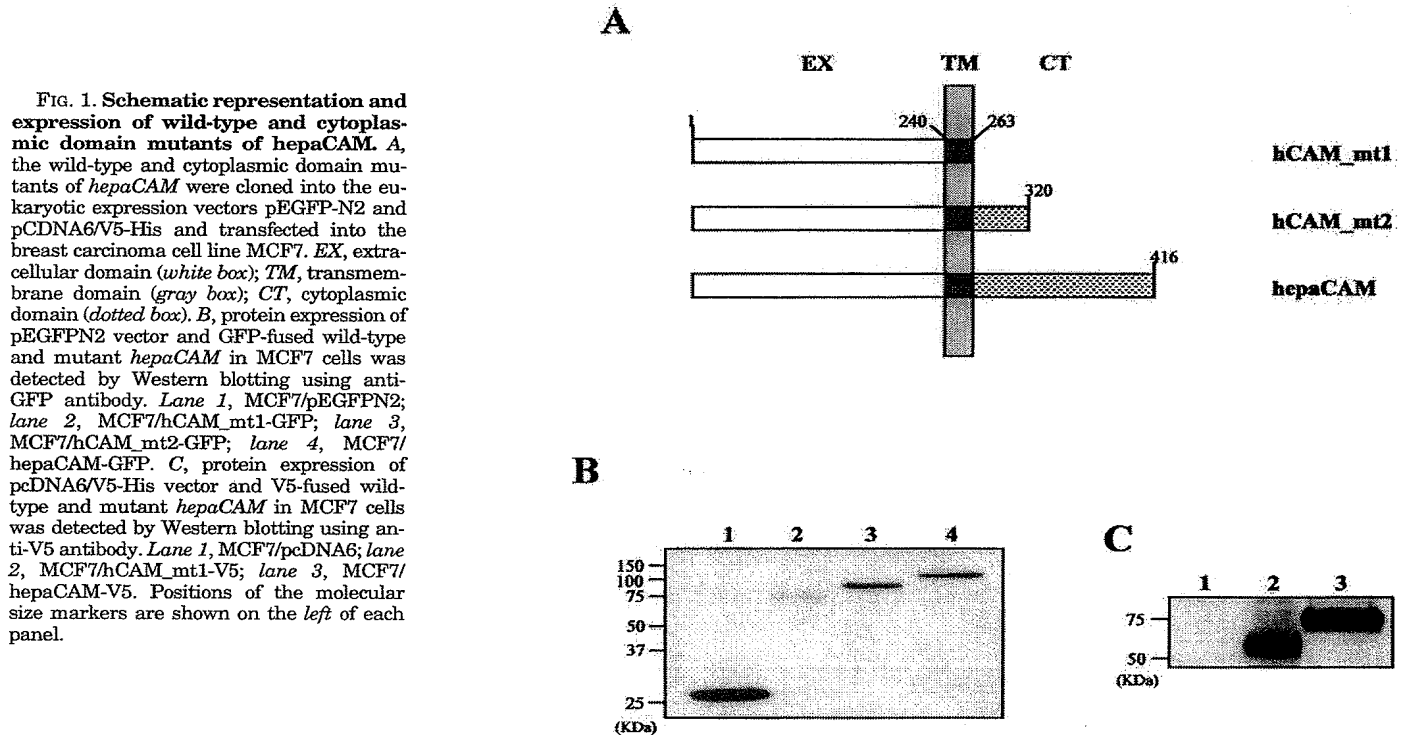 FIG. 1. Schematic representation and
expression of wild-type and cytoplas-
mic domain mutants of hepaCAM. A,
the wild-type and cytoplasmic domain mu-
tants of hepaCAM were cloned into the eu-
karyotic expression vectors pEGFP-N2 and
pCDNA6/V5-His and transfected into the
breast carcinoma cell line MCF7. EX, extra-
cellular domain (white box); TM, transmem-
brane domain (gray box); CT, cytoplasmic
domain (dotted box). B, protein expression of
pEGFPN2 vector and GFP-fused wild-type
and mutant hepaCAM in MCF7 cells was
detected by Western blotting using anti-
GFP antibody. Lane 1, MCF7/pEGFPN2;
lane 2, MCF7/hCAM_mt1-GFP; lane 3,
MCF7/hCAM_mt2-GFP; lane 4, MCF7/
hepaCAM-GFP. C, protein expression of
pcDNA6/V5-His vector and V5-fused wild-
type and mutant hepaCAM in MCF7 cells
was detected by Western blotting using an-
ti-V5 antibody. Lane 1, MCF7/pcDNA6; lane
2, MCF7/hCAM_mt1-V5; lane 3, MCF7/
hepaCAM-V5. Positions of the molecular
size markers are shown on the left of each
panel.
A
EX TM CT
1 240 263
hCAM_mt1
320
hCAM_mt2
416
hepaCAM
B
1 2 3 4
150
100
75
50
37
25
(KDa)
C
1 2 3
75
50
(KDa)